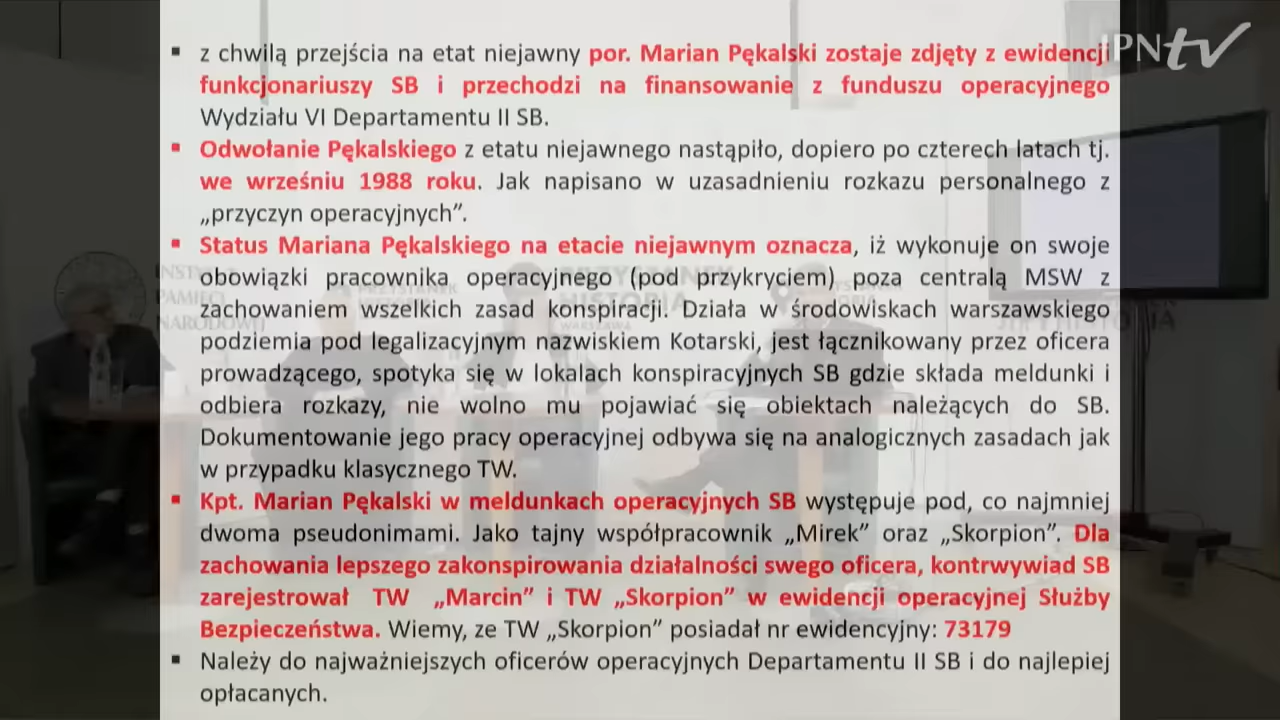 IPNtv
z chwilą przejścia na etat niejawny por. Marian Pękalski zostaje zdjęty z ewidencji
funkcjonariuszy SB i przechodzi na finansowanie z funduszu operacyjnego
Wydziału VI Departamentu II SB.
Odwołanie Pękalskiego z etatu niejawnego nastąpiło, dopiero po czterech latach tj.
we wrześniu 1988 roku. Jak napisano w uzasadnieniu rozkazu personalnego z
„przyczyn operacyjnych”.
Status Mariana Pękalskiego na etacie niejawnym oznacza, iż wykonuje on swoje
obowiązki pracownika operacyjnego (pod przykryciem) poza centralą MSW z
zachowaniem wszelkich zasad konspiracji. Działa w środowiskach warszawskiego
podziemia pod legalizacyjnym nazwiskiem Kotarski, jest łącznikowany przez oficera
prowadzącego, spotyka się w lokalach konspiracyjnych SB gdzie składa meldunki i
odbiera rozkazy, nie wolno mu pojawiać się obiektach należących do SB.
Dokumentowanie jego pracy operacyjnej odbywa się na analogicznych zasadach jak
w przypadku klasycznego TW.
Kpt. Marian Pękalski w meldunkach operacyjnych SB występuje pod, co najmniej
dwoma pseudonimami. Jako tajny współpracownik „Mirek” oraz „Skorpion”. Dla
zachowania lepszego zakonspirowania działalności swego oficera, kontrwywiad SB
zarejestrował TW „Marcin” i TW „Skorpion” w ewidencji operacyjnej Służby
Bezpieczeństwa. Wiemy, ze TW „Skorpion” posiadał nr ewidencyjny: 73179
Należy do najważniejszych oficerów operacyjnych Departamentu II SB i do najlepiej
opłacanych.